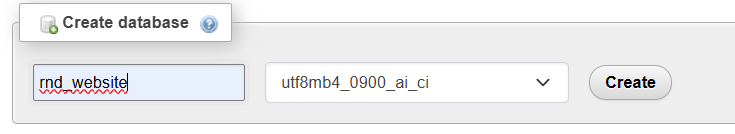 Create database
rnd_website utf8mb4_0900_ai_ci Create